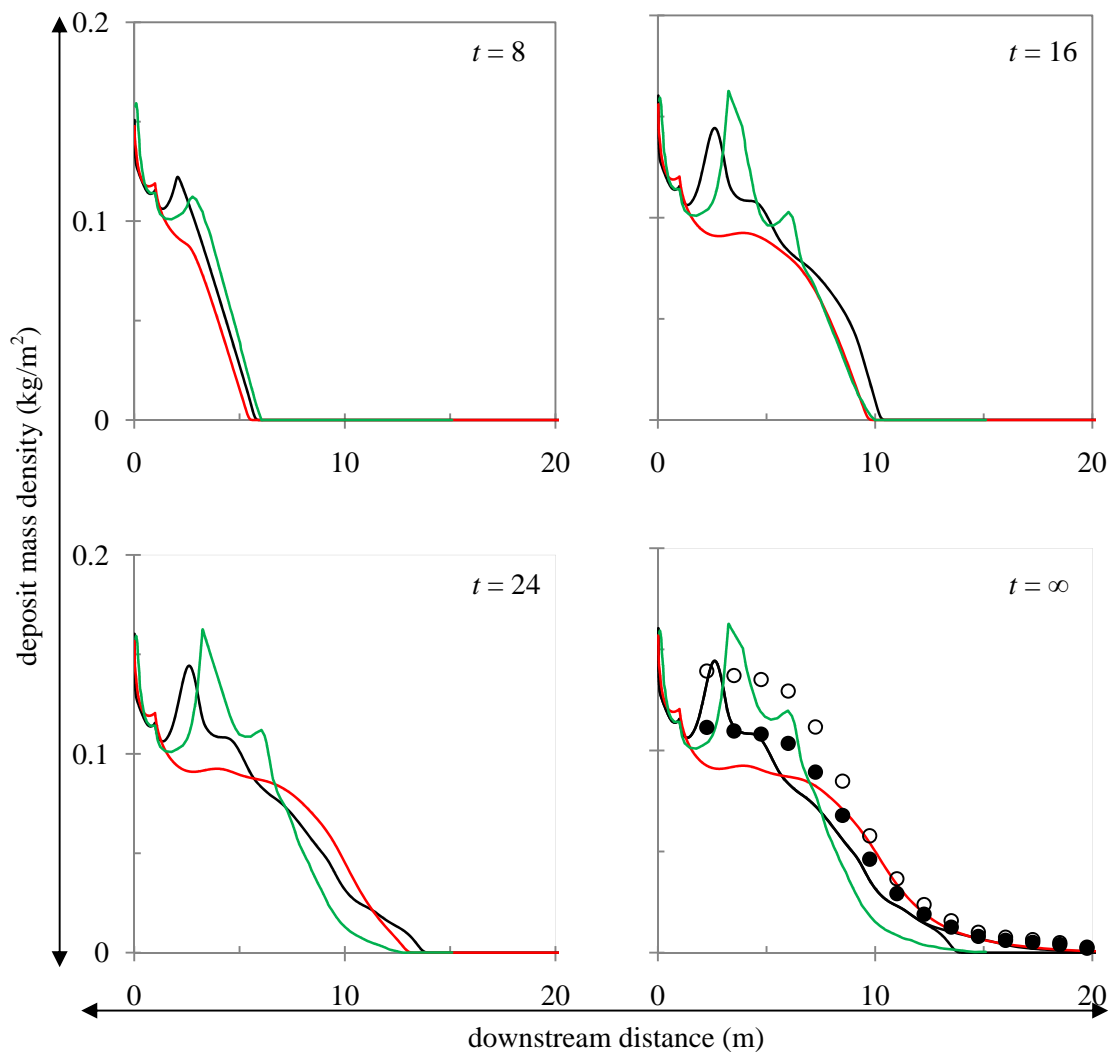 0.2
t = 8
t = 16
0.1
0
0 10 20
0 10 20
deposit mass density (kg/m²)
0.2
t = 24
t = ∞
0.1
0
0 10 20
0 10 20
downstream distance (m)